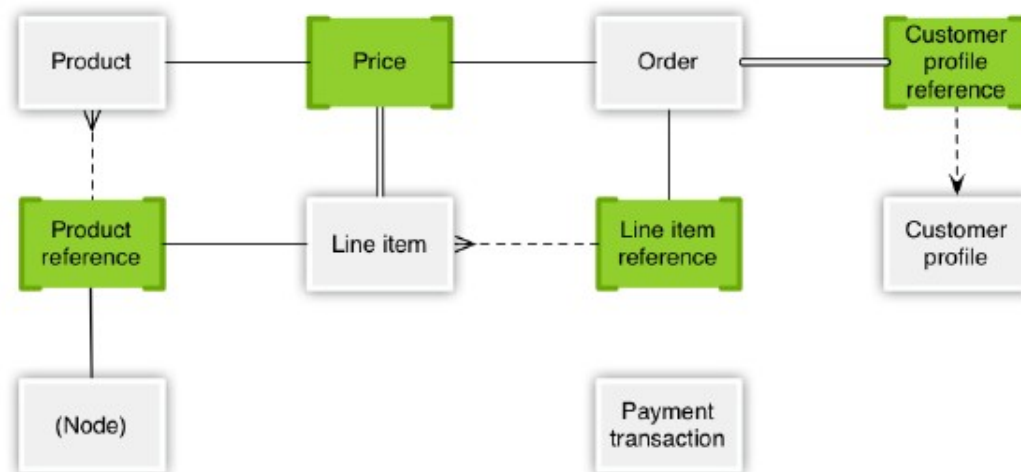 Product
Price
Order
Customer
profile
reference
Product
reference
Line item
Line item
reference
Customer
profile
(Node)
Payment
transaction